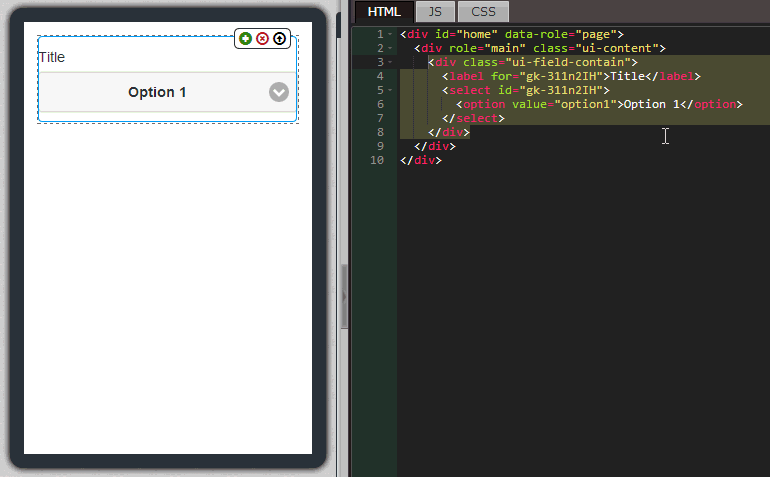 Title
Option 1
HTML JS CSS
1 <div id="home" data-role="page">
2 <div role="main" class="ui-content">
3 <div class="ui-field-contain">
4 <label for="gk-311n2IH">Title</label>
5 <select id="gk-311n2IH">
6 <option value="option1">Option 1</option>
7 </select>
8 </div>
9 </div>
10 </div>